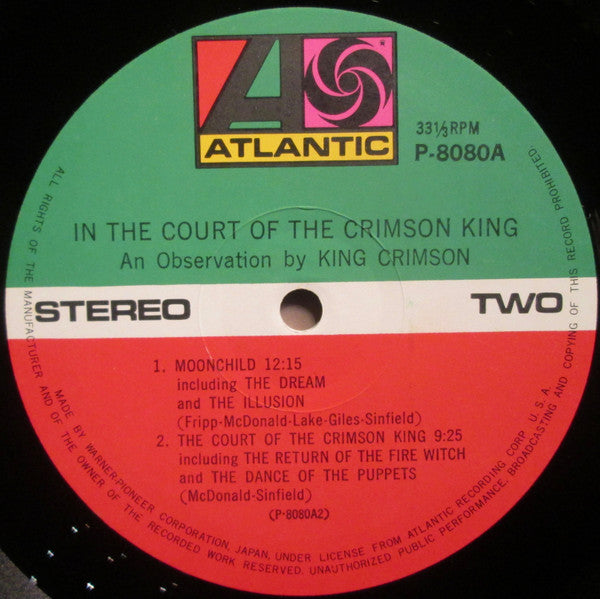 ATLANTIC
33 1/3 RPM
P-8080A
IN THE COURT OF THE CRIMSON KING
An Observation by KING CRIMSON
STEREO
TWO
1. MOONCHILD 12:15
including THE DREAM
and THE ILLUSION
(Fripp-McDonald-Lake-Giles-Sinfield)
2. THE COURT OF THE CRIMSON KING 9:25
including THE RETURN OF THE FIRE WITCH
and THE DANCE OF THE PUPPETS
(McDonald-Sinfield)
(P-8080A2)
MADE BY WARNER-PIONEER CORPORATION, JAPAN, UNDER LICENSE FROM ATLANTIC RECORDING CORP. U.S.A.
ALL RIGHTS OF THE MANUFACTURER AND OF THE OWNER OF THE RECORDED WORK RESERVED. UNAUTHORIZED PUBLIC PERFORMANCE, BROADCASTING AND COPYING OF THIS RECORD PROHIBITED